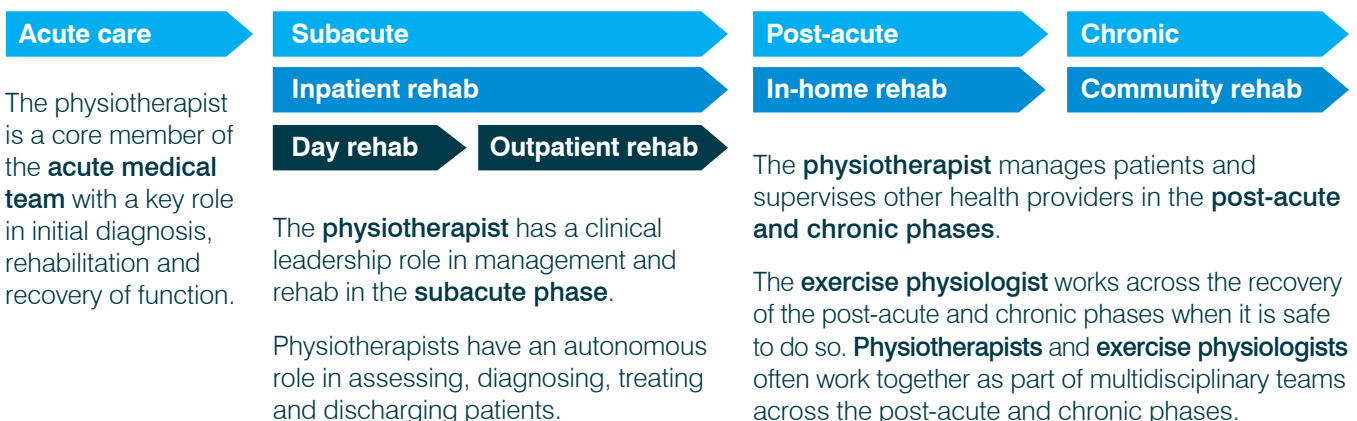 Acute care
The physiotherapist
is a core member of
the acute medical
team with a key role
in initial diagnosis,
rehabilitation and
recovery of function.
Subacute
Inpatient rehab
Day rehab
Outpatient rehab
The physiotherapist has a clinical
leadership role in management and
rehab in the subacute phase.
Physiotherapists have an autonomous
role in assessing, diagnosing, treating
and discharging patients.
Post-acute
Chronic
In-home rehab
Community rehab
The physiotherapist manages patients and
supervises other health providers in the post-acute
and chronic phases.
The exercise physiologist works across the recovery
of the post-acute and chronic phases when it is safe
to do so. Physiotherapists and exercise physiologists
often work together as part of multidisciplinary teams
across the post-acute and chronic phases.